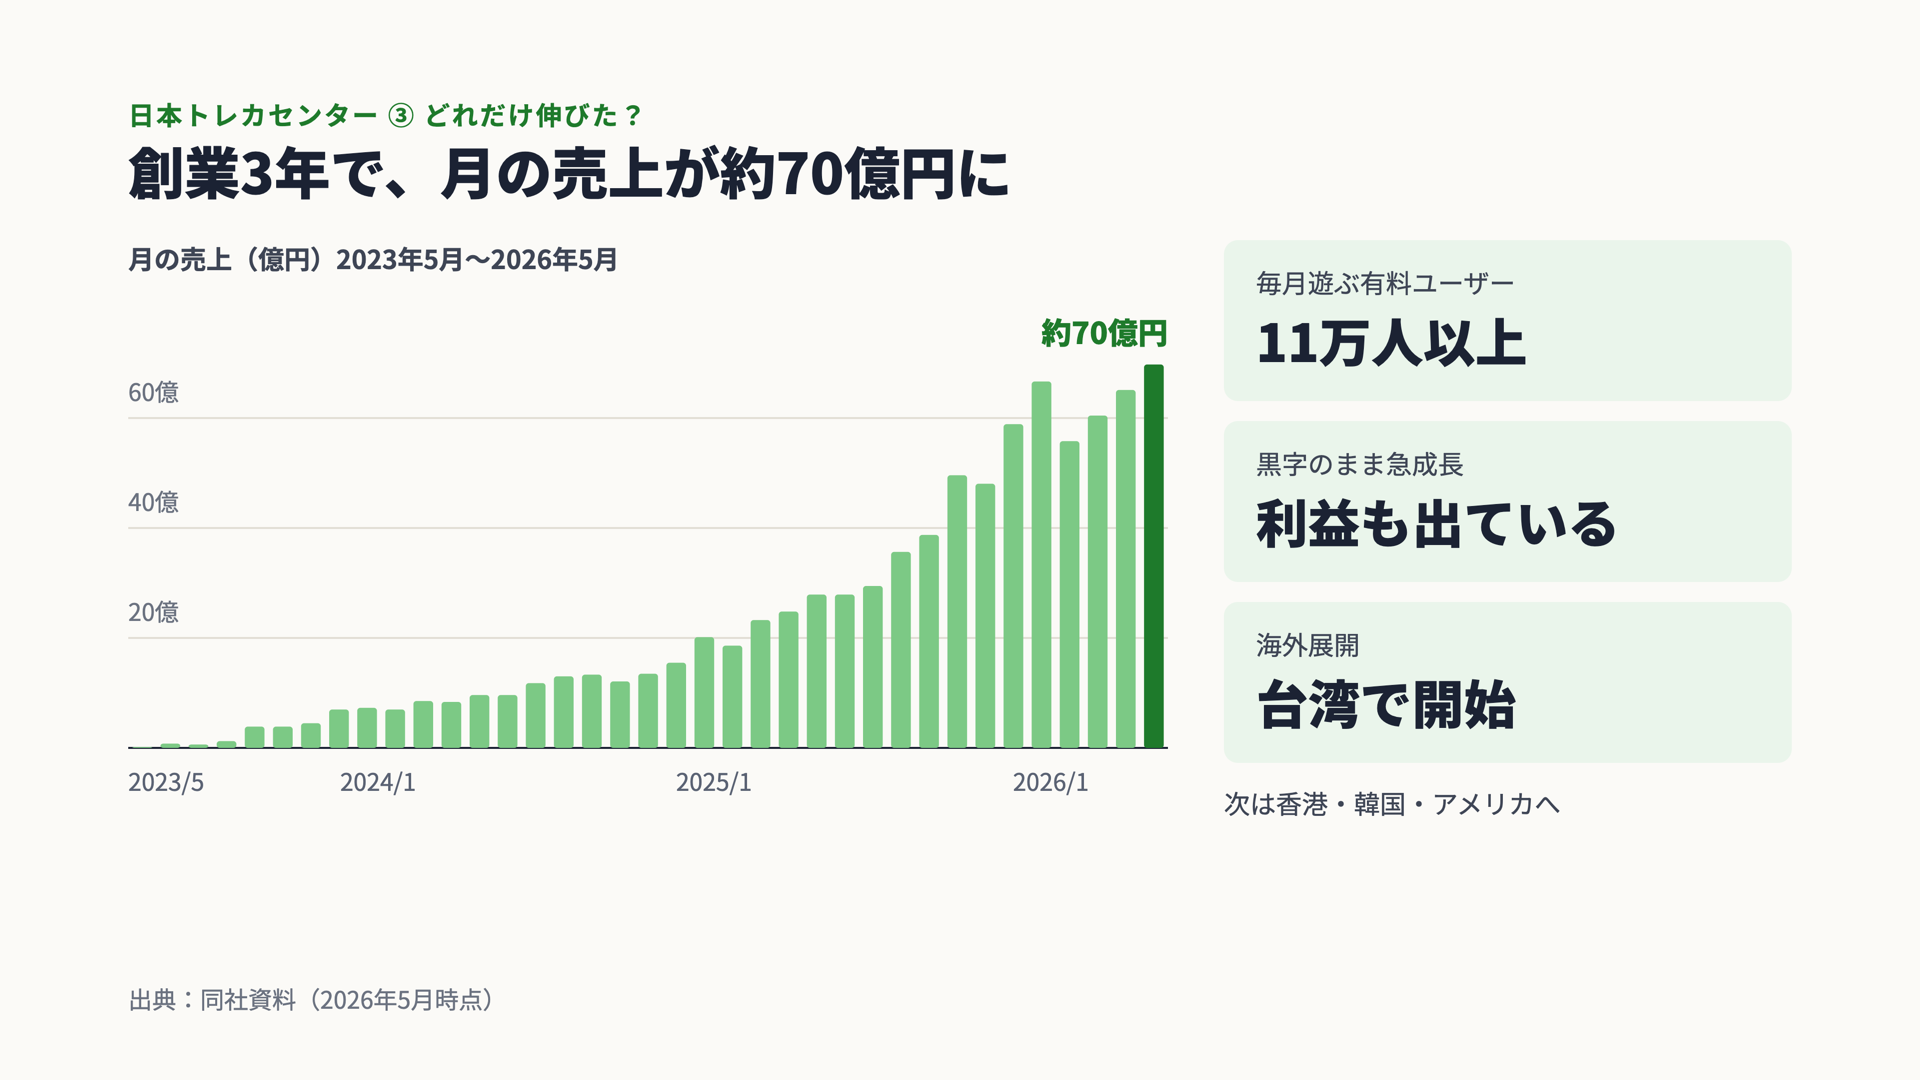 日本トレカセンター ③ どれだけ伸びた？
創業3年で、月の売上が約70億円に
月の売上（億円）2023年5月〜2026年5月
約70億円
60億
40億
20億
2023/5
2024/1
2025/1
2026/1
毎月遊ぶ有料ユーザー
11万人以上
黒字のまま急成長
利益も出ている
海外展開
台湾で開始
次は香港・韓国・アメリカへ
出典：同社資料（2026年5月時点）